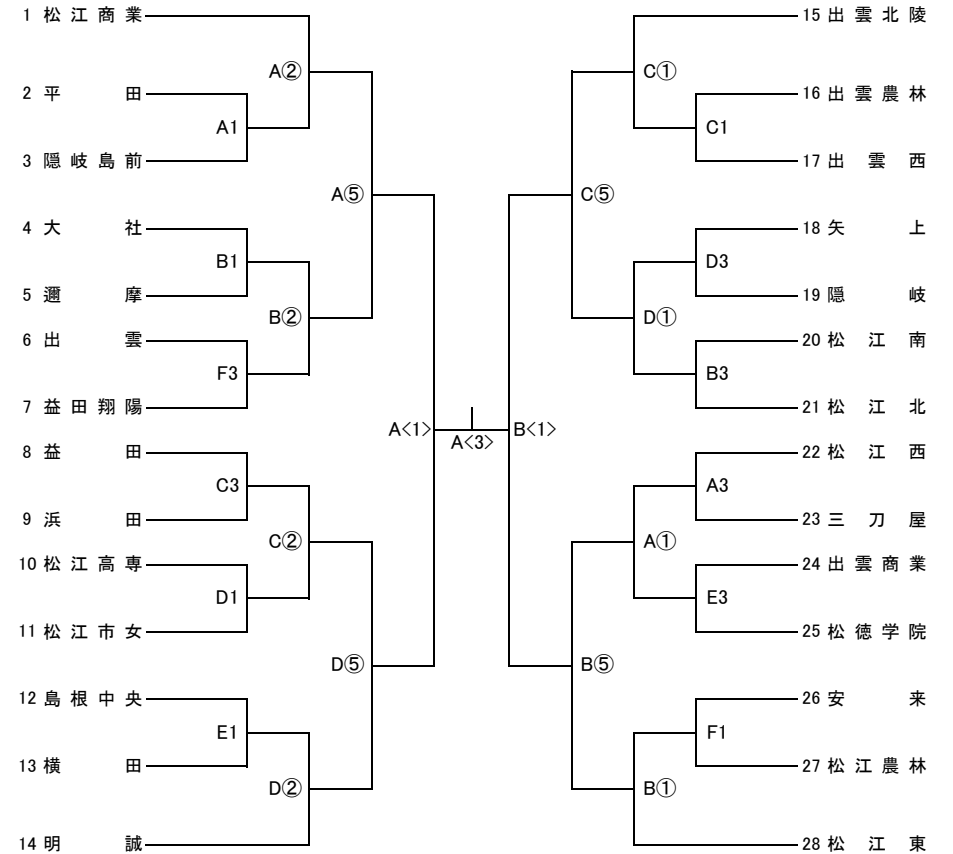 1 松江商業
A②
2 平田
A1
3 隠岐島前
A⑤
4 大社
B1
5 邇摩
B②
6 出雲
F3
7 益田翔陽
A<1>
8 益田
C3
9 浜田
C②
10 松江高専
D1
11 松江市女
D⑤
12 島根中央
E1
13 横田
D②
14 明誠
A<3>
15 出雲北陵
C①
16 出雲農林
C1
17 出雲西
C⑤
18 矢上
D3
19 隠岐
D①
20 松江南
B3
21 松江北
B<1>
22 松江西
A3
23 三刀屋
A①
24 出雲商業
E3
25 松徳学院
B⑤
26 安来
F1
27 松江農林
B①
28 松江東